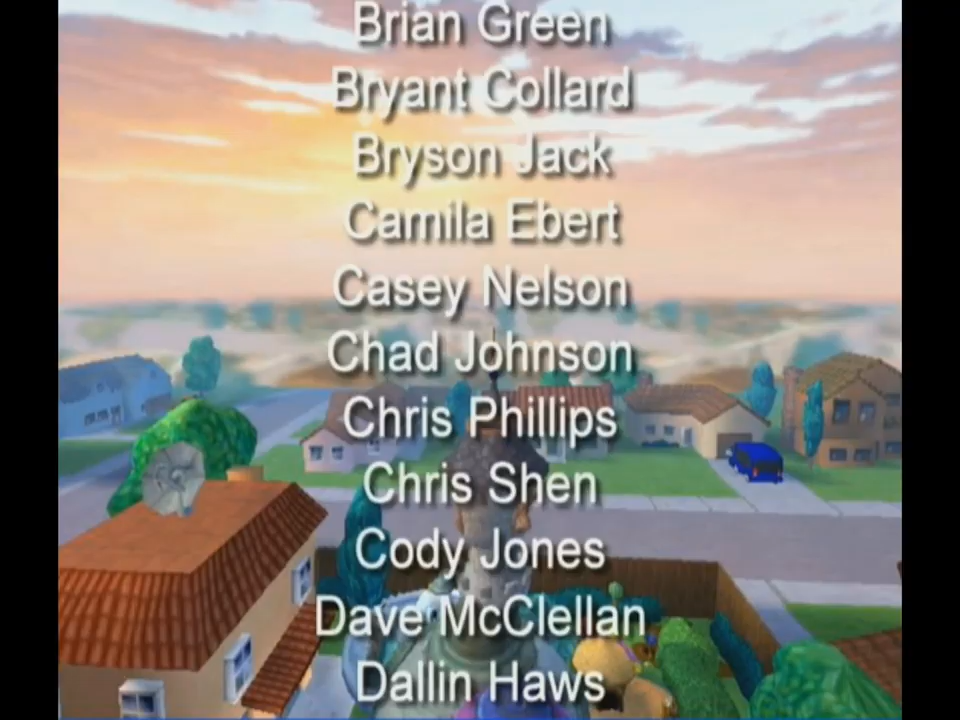 Brian Green
Bryant Collard
Bryson Jack
Camila Ebert
Casey Nelson
Chad Johnson
Chris Phillips
Chris Shen
Cody Jones
Dave McClellan
Dallin Haws